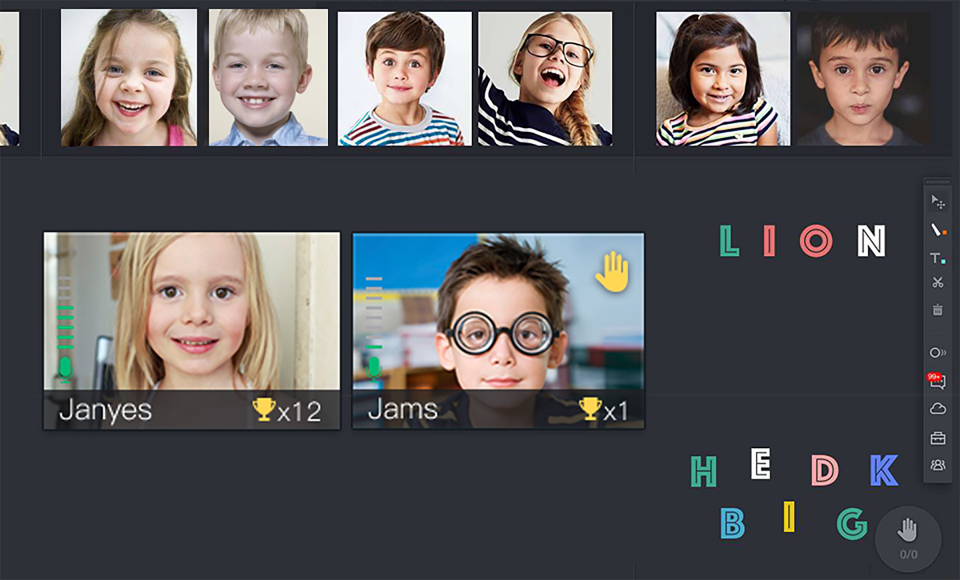 L I O N
Janyes x12
Jams x1
99+
H E D K
B I G
0/0